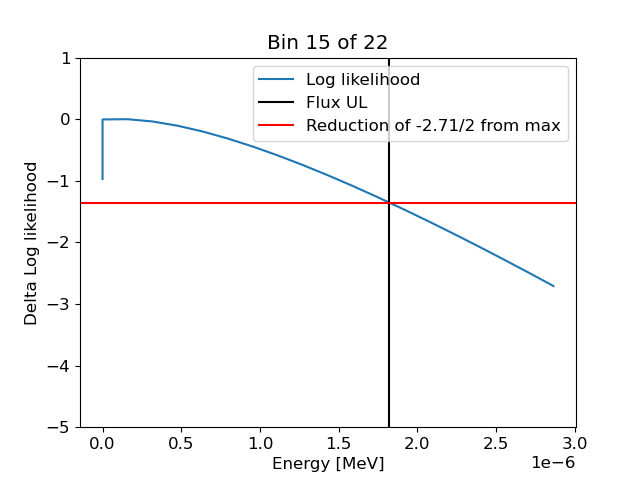 Bin 15 of 22
Log likelihood
Flux UL
Reduction of -2.71/2 from max
Delta Log likelihood
1
0
−1
−2
−3
−4
−5
0.0 0.5 1.0 1.5 2.0 2.5 3.0
Energy [MeV]
1e−6